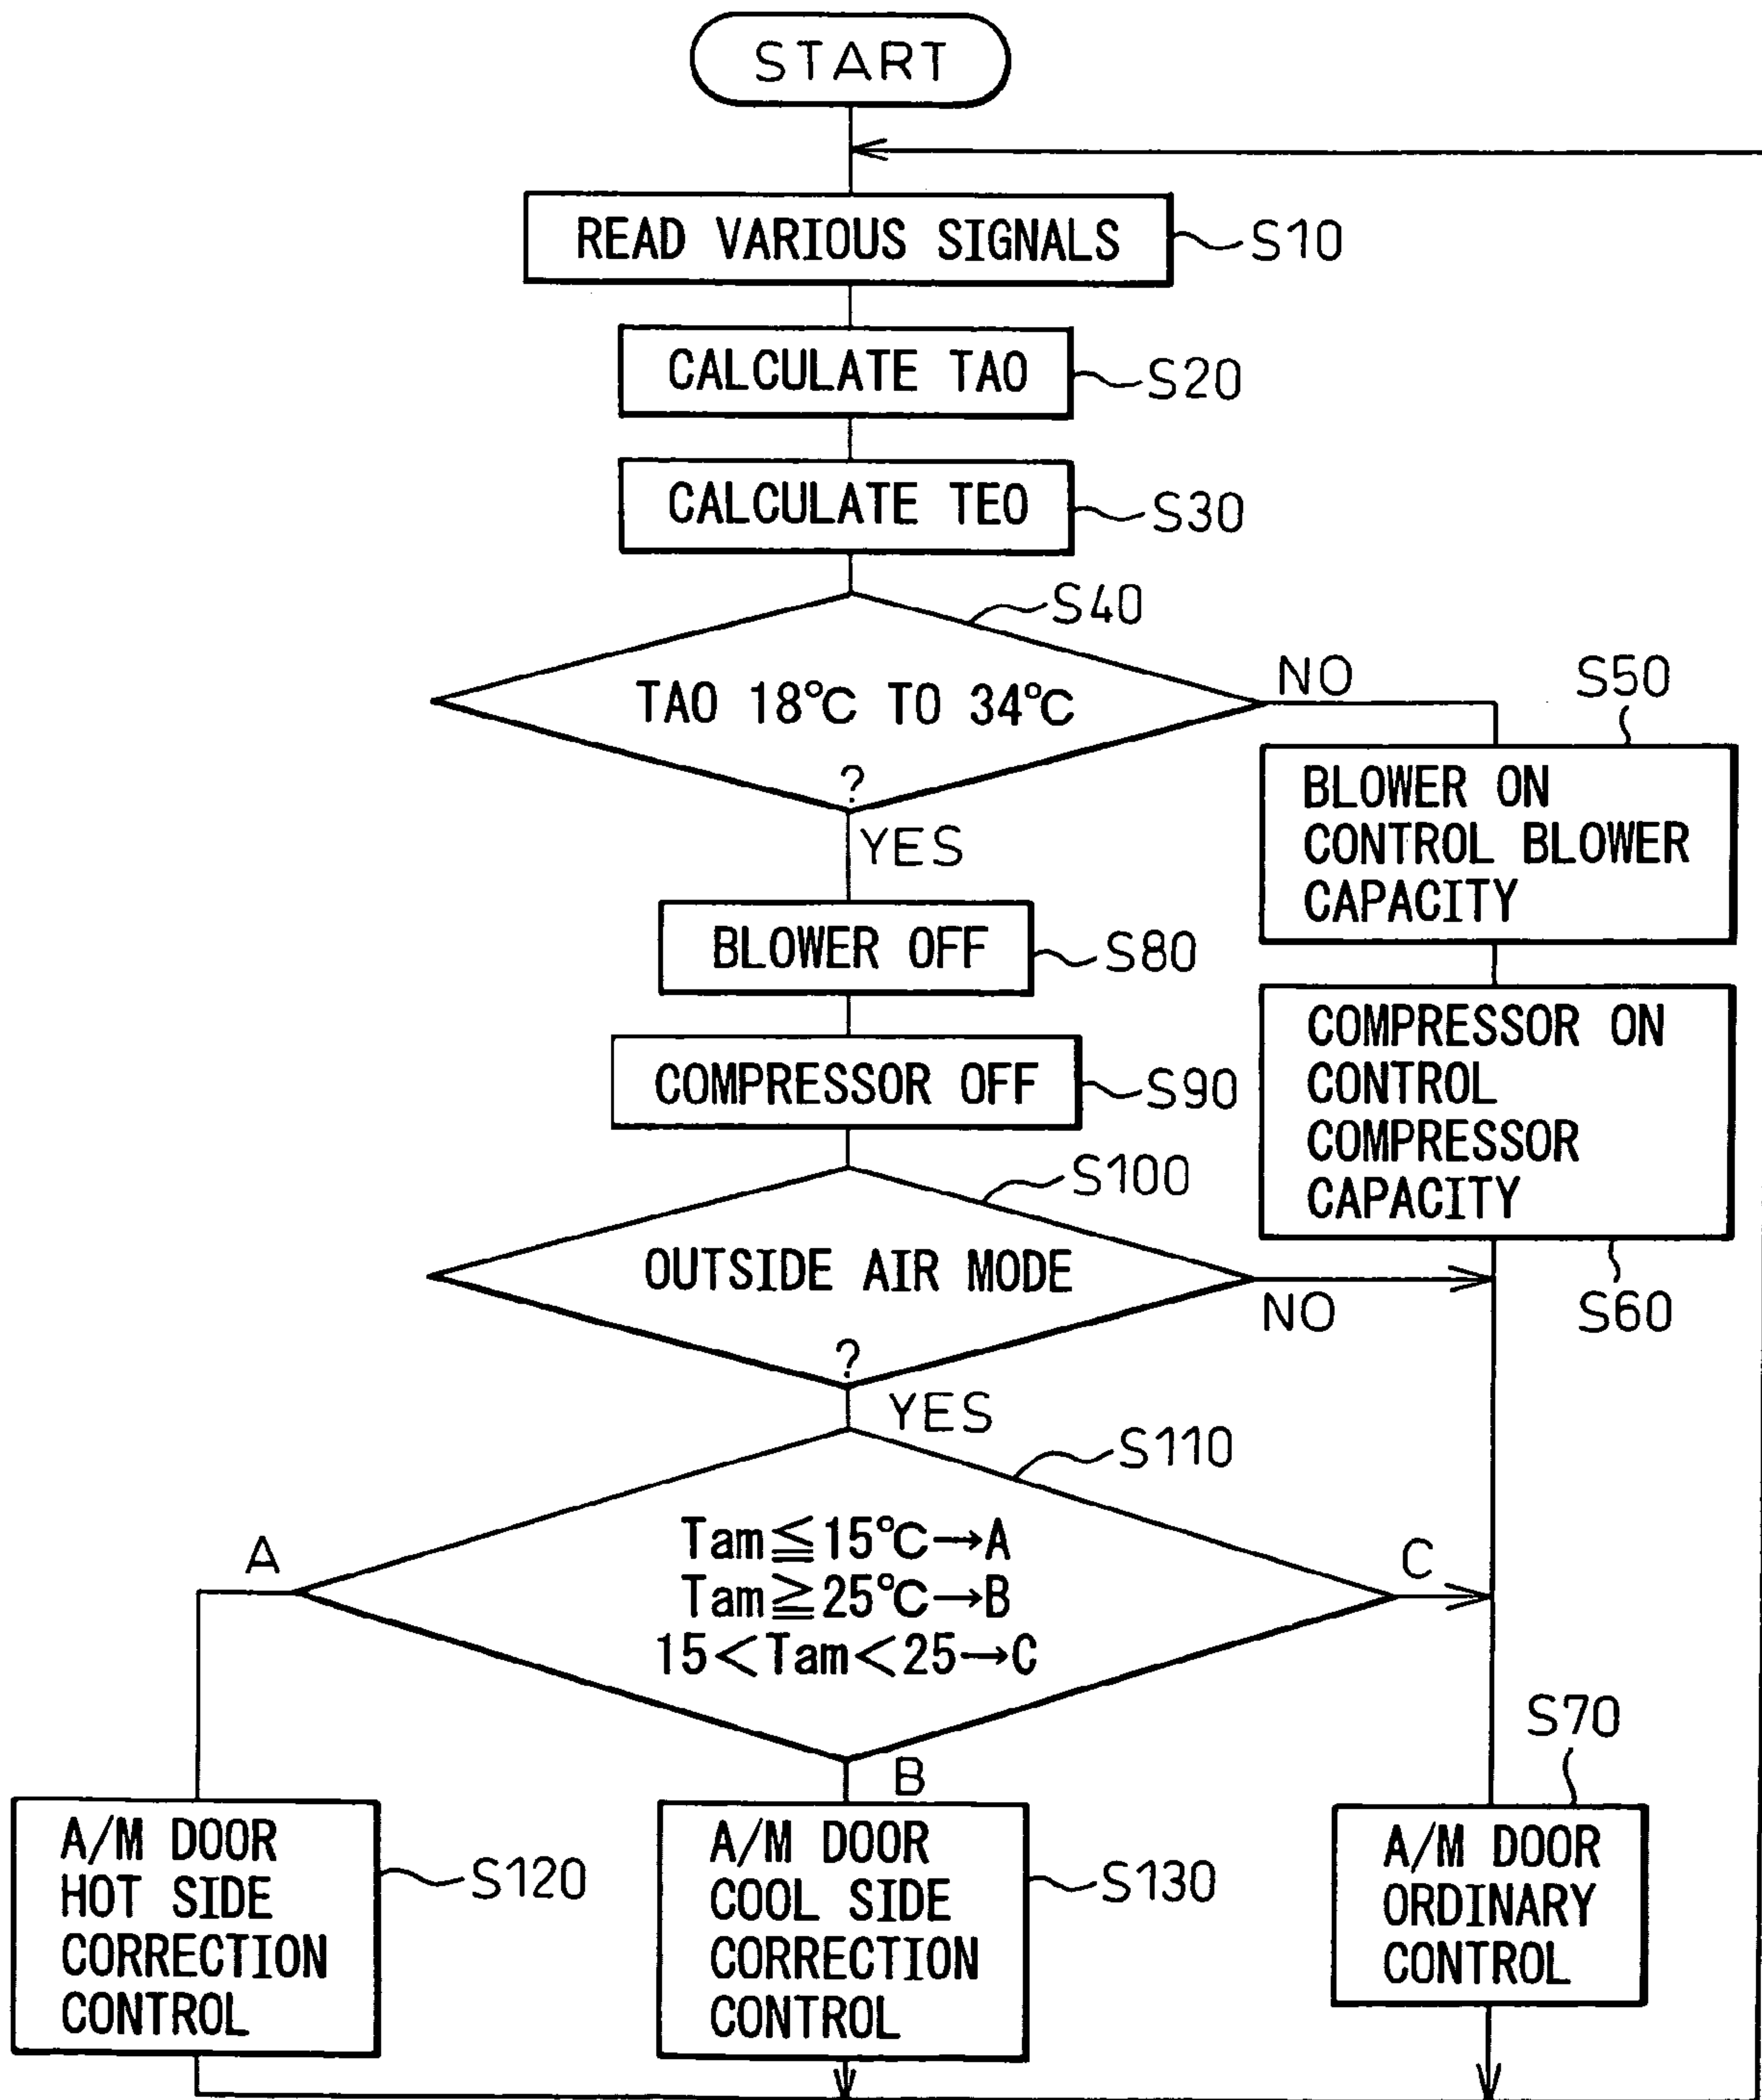 START
READ VARIOUS SIGNALS
S10
CALCULATE TAO
S20
CALCULATE TEO
S30
S40
TAO 18°C TO 34°C
?
NO
YES
S50
BLOWER ON
CONTROL BLOWER
CAPACITY
BLOWER OFF
S80
COMPRESSOR ON
CONTROL
COMPRESSOR
CAPACITY
S60
COMPRESSOR OFF
S90
S100
OUTSIDE AIR MODE
?
NO
YES
S110
Tam≦15°C→A
Tam≧25°C→B
15<Tam<25→C
A
C
B
S70
A/M DOOR
HOT SIDE
CORRECTION
CONTROL
S120
A/M DOOR
COOL SIDE
CORRECTION
CONTROL
S130
A/M DOOR
ORDINARY
CONTROL